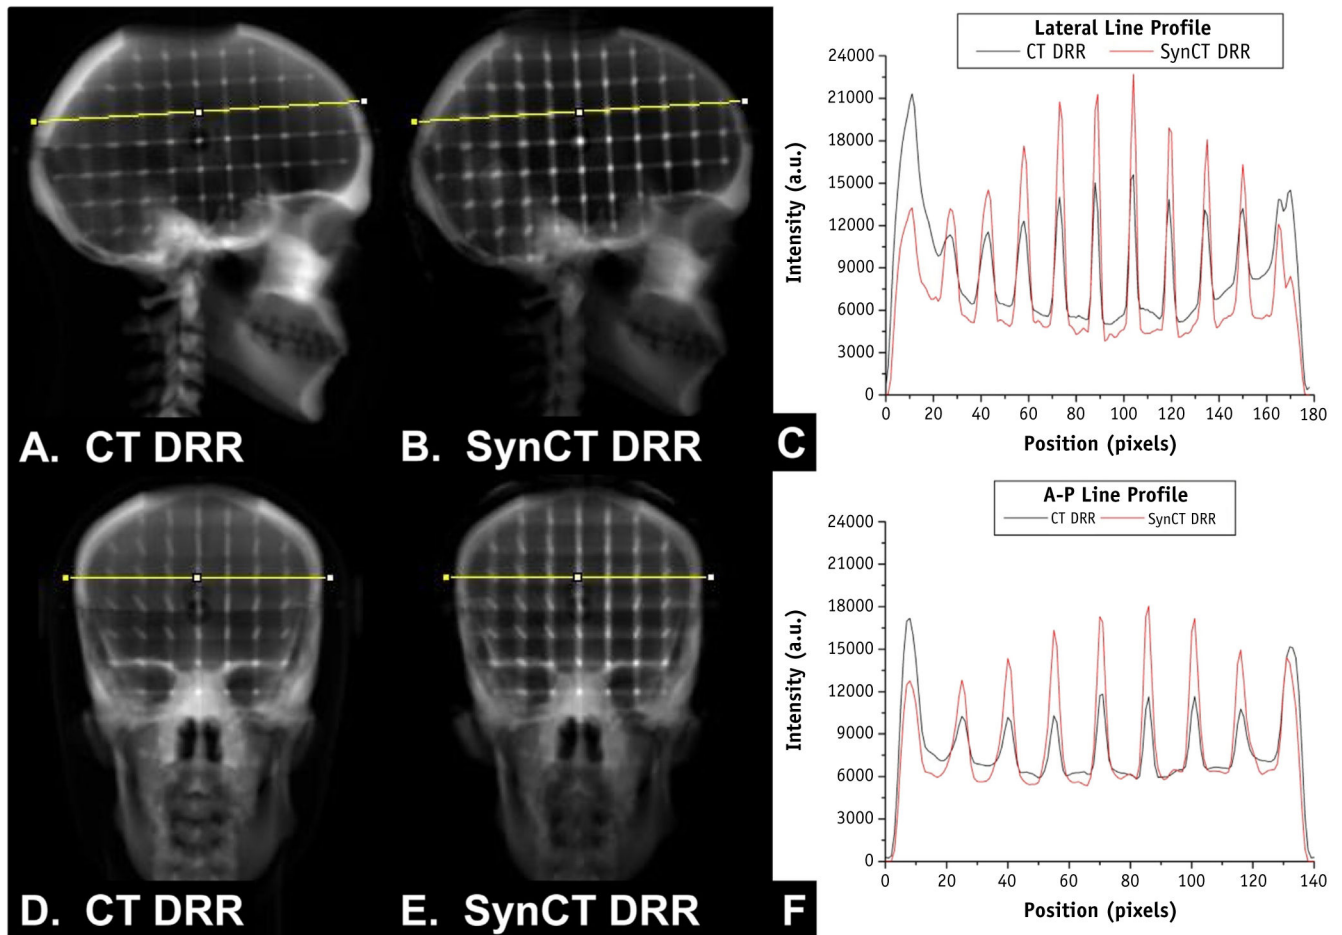 A. CT DRR
B. SynCT DRR
C
Lateral Line Profile
CT DRR SynCT DRR
Intensity (a.u.)
24000
21000
18000
15000
12000
9000
6000
3000
0
0 20 40 60 80 100 120 140 160 180
Position (pixels)
D. CT DRR
E. SynCT DRR
F
A-P Line Profile
CT DRR SynCT DRR
Intensity (a.u.)
24000
21000
18000
15000
12000
9000
6000
3000
0
0 20 40 60 80 100 120 140
Position (pixels)